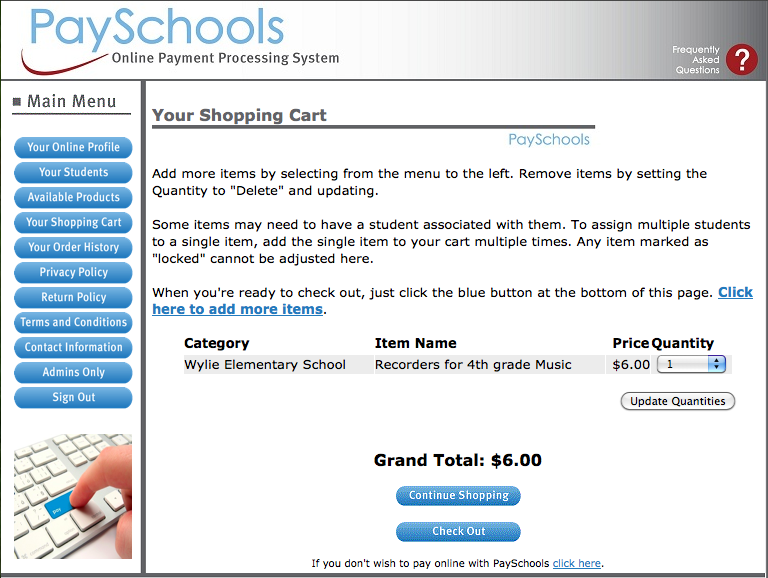 PaySchools
Online Payment Processing System
Frequently
Asked
Questions
?
Main Menu
Your Online Profile
Your Students
Available Products
Your Shopping Cart
Your Order History
Privacy Policy
Return Policy
Terms and Conditions
Contact Information
Admins Only
Sign Out
pay
Your Shopping Cart
PaySchools
Add more items by selecting from the menu to the left. Remove items by setting the
Quantity to "Delete" and updating.
Some items may need to have a student associated with them. To assign multiple students
to a single item, add the single item to your cart multiple times. Any item marked as
"locked" cannot be adjusted here.
When you're ready to check out, just click the blue button at the bottom of this page. Click
here to add more items.
Category Item Name Price Quantity
Wylie Elementary School Recorders for 4th grade Music $6.00 1
Update Quantities
Grand Total: $6.00
Continue Shopping
Check Out
If you don't wish to pay online with PaySchools click here.